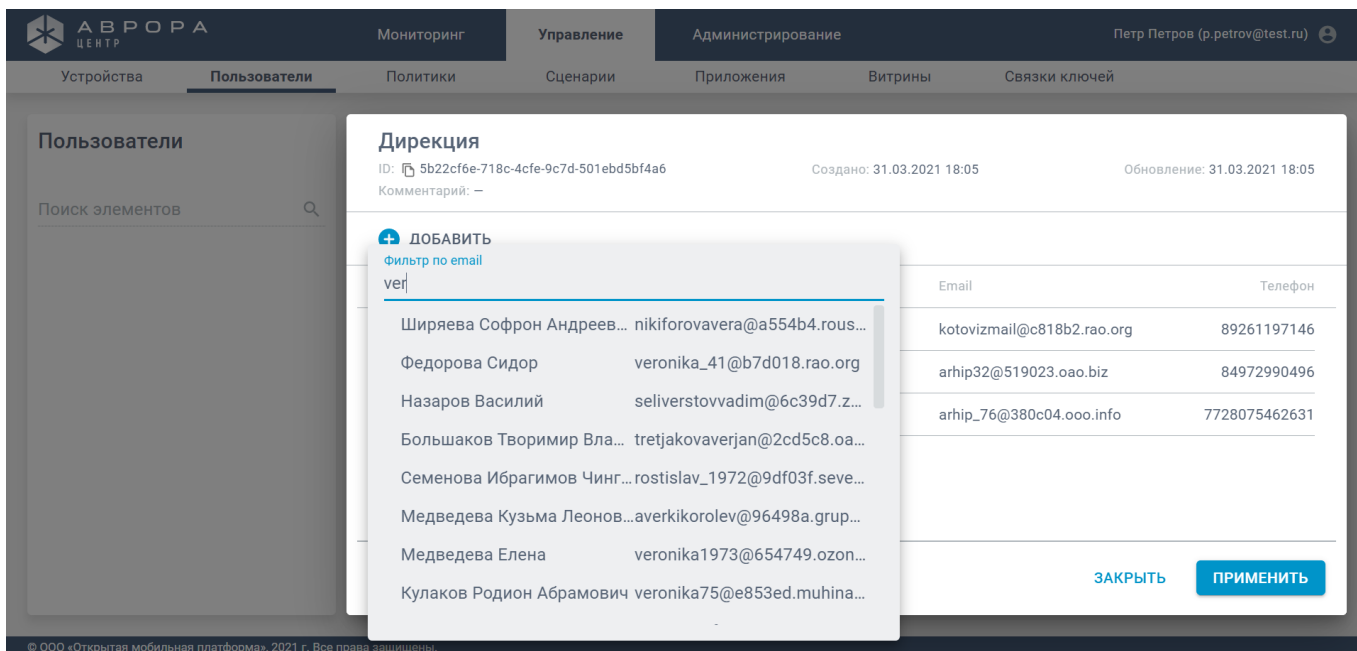 АВРОРА
ЦЕНТР
Мониторинг Управление Администрирование Петр Петров (p.petrov@test.ru)
Устройства Пользователи Политики Сценарии Приложения Витрины Связки ключей
Пользователи
Поиск элементов
Дирекция
ID: 5b22cf6e-718c-4cfe-9c7d-501ebd5bf4a6 Создано: 31.03.2021 18:05 Обновление: 31.03.2021 18:05
Комментарий: —
ДОБАВИТЬ
Фильтр по email
ver
Email Телефон
Ширяева Софрон Андреев... nikiforovavera@a554b4.rous...
kotovizmail@c818b2.rao.org 89261197146
Федорова Сидор veronika_41@b7d018.rao.org
arhip32@519023.oao.biz 84972990496
Назаров Василий seliverstovvadim@6c39d7.z...
arhip_76@380c04.ooo.info 7728075462631
Большаков Творимир Вла... tretjakovaverjan@2cd5c8.oa...
Семенова Ибрагимов Чинг... rostislav_1972@9df03f.seve...
Медведева Кузьма Леонов... averkikorolev@96498a.grup...
Медведева Елена veronika1973@654749.ozon...
Кулаков Родион Абрамович veronika75@e853ed.muhina...
ЗАКРЫТЬ ПРИМЕНИТЬ
© ООО «Открытая мобильная платформа», 2021 г. Все права защищены.